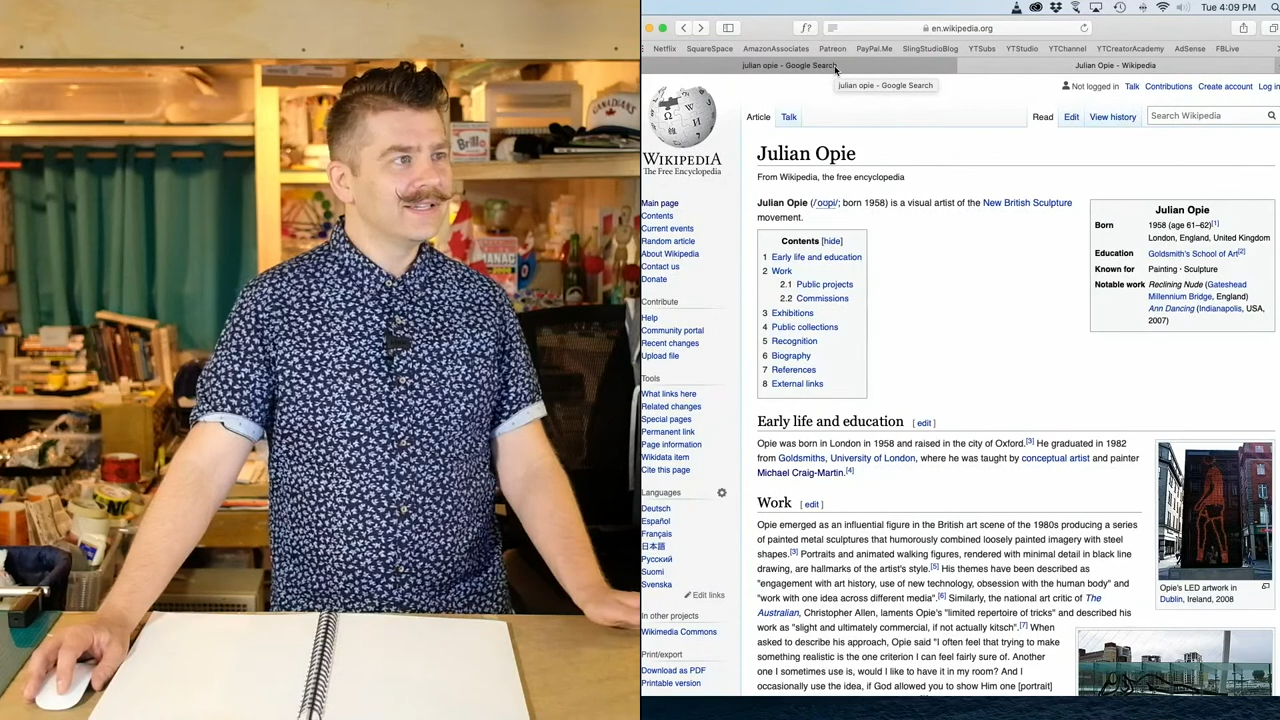 CANADIANA
Brillo
MANAC
Tue 4:09 PM
en.wikipedia.org
Netflix SquareSpace AmazonAssociates Patreon PayPal.Me SlingStudioBlog YTSubs YTStudio YTChannel YTCreatorAcademy AdSense FBLive
julian opie - Google Search
Julian Opie - Wikipedia
julian opie - Google Search
Not logged in Talk Contributions Create account Log in
Article Talk
Read Edit View history
Search Wikipedia
WIKIPEDIA
The Free Encyclopedia
Main page
Contents
Current events
Random article
About Wikipedia
Contact us
Donate
Contribute
Help
Community portal
Recent changes
Upload file
Tools
What links here
Related changes
Special pages
Permanent link
Page information
Wikidata item
Cite this page
Languages
Deutsch
Español
Français
日本語
Русский
Suomi
Svenska
Edit links
In other projects
Wikimedia Commons
Print/export
Download as PDF
Printable version
Julian Opie
From Wikipedia, the free encyclopedia
Julian Opie (/ˈoʊpi/; born 1958) is a visual artist of the New British Sculpture
movement.
Contents [hide]
1 Early life and education
2 Work
2.1 Public projects
2.2 Commissions
3 Exhibitions
4 Public collections
5 Recognition
6 Biography
7 References
8 External links
Julian Opie
Born 1958 (age 61–62)[1]
London, England, United Kingdom
Education Goldsmith's School of Art[2]
Known for Painting · Sculpture
Notable work Reclining Nude (Gateshead
Millennium Bridge, England)
Ann Dancing (Indianapolis, USA,
2007)
Early life and education [ edit ]
Opie was born in London in 1958 and raised in the city of Oxford.[3] He graduated in 1982
from Goldsmiths, University of London, where he was taught by conceptual artist and painter
Michael Craig-Martin.[4]
Work [ edit ]
Opie emerged as an influential figure in the British art scene of the 1980s producing a series
of painted metal sculptures that humorously combined loosely painted imagery with steel
shapes.[3] Portraits and animated walking figures, rendered with minimal detail in black line
drawing, are hallmarks of the artist's style.[5] His themes have been described as
"engagement with art history, use of new technology, obsession with the human body" and
"work with one idea across different media".[6] Similarly, the national art critic of The
Australian, Christopher Allen, laments Opie's "limited repertoire of tricks" and described his
work as "slight and ultimately commercial, if not actually kitsch".[7] When
asked to describe his approach, Opie said "I often feel that trying to make
something realistic is the one criterion I can feel fairly sure of. Another
one I sometimes use is, would I like to have it in my room? And I
occasionally use the idea, if God allowed you to show Him one [portrait]
Opie's LED artwork in
Dublin, Ireland, 2008